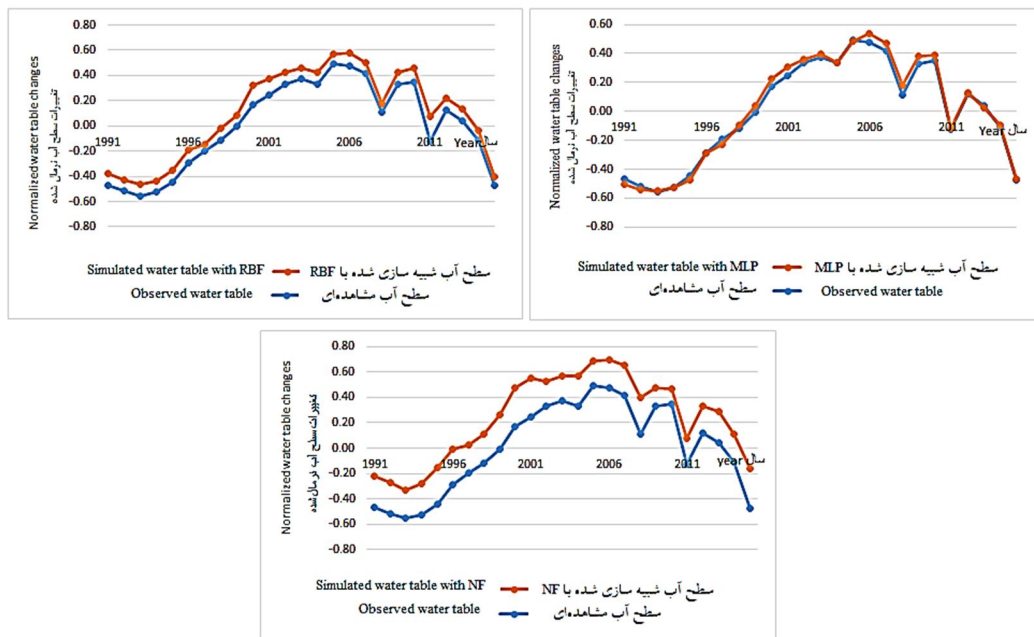 0.80
0.60
0.40
0.20
0.00
-0.20
-0.40
-0.60
-0.80
Normalized water table changes
تغییرات سطح آب نرمال شده
1991
1996
2001
2006
2011
Year سال
Simulated water table with RBF
سطح آب شبیه سازی شده با RBF
Observed water table
سطح آب مشاهده‌ای
0.60
0.40
0.20
0.00
-0.20
-0.40
-0.60
-0.80
Normalized water table changes
تغییرات سطح آب نرمال شده
1991
1996
2001
2006
2011
Year سال
Simulated water table with MLP
سطح آب شبیه سازی شده با MLP
سطح آب مشاهده‌ای
Observed water table
0.80
0.60
0.40
0.20
0.00
-0.20
-0.40
-0.60
-0.80
Normalized water table changes
تغییرات سطح آب نرمال شده
1991
1996
2001
2006
2011
year سال
Simulated water table with NF
سطح آب شبیه سازی شده با NF
Observed water table
سطح آب مشاهده‌ای